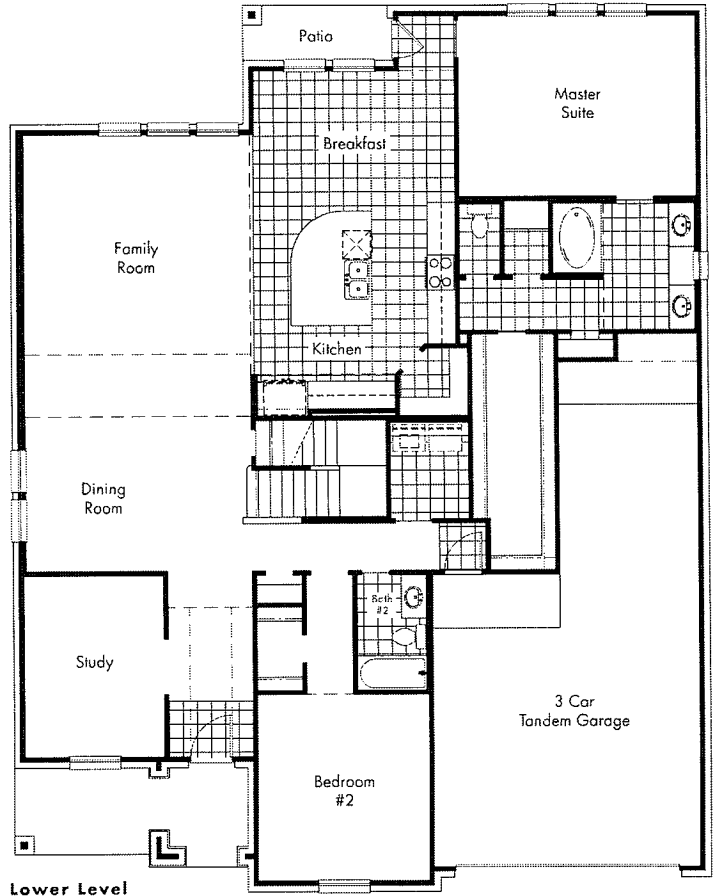 Patio
Master
Suite
Breakfast
Family
Room
Kitchen
Dining
Room
Bath
#2
Study
3 Car
Tandem Garage
Bedroom
#2
Lower Level